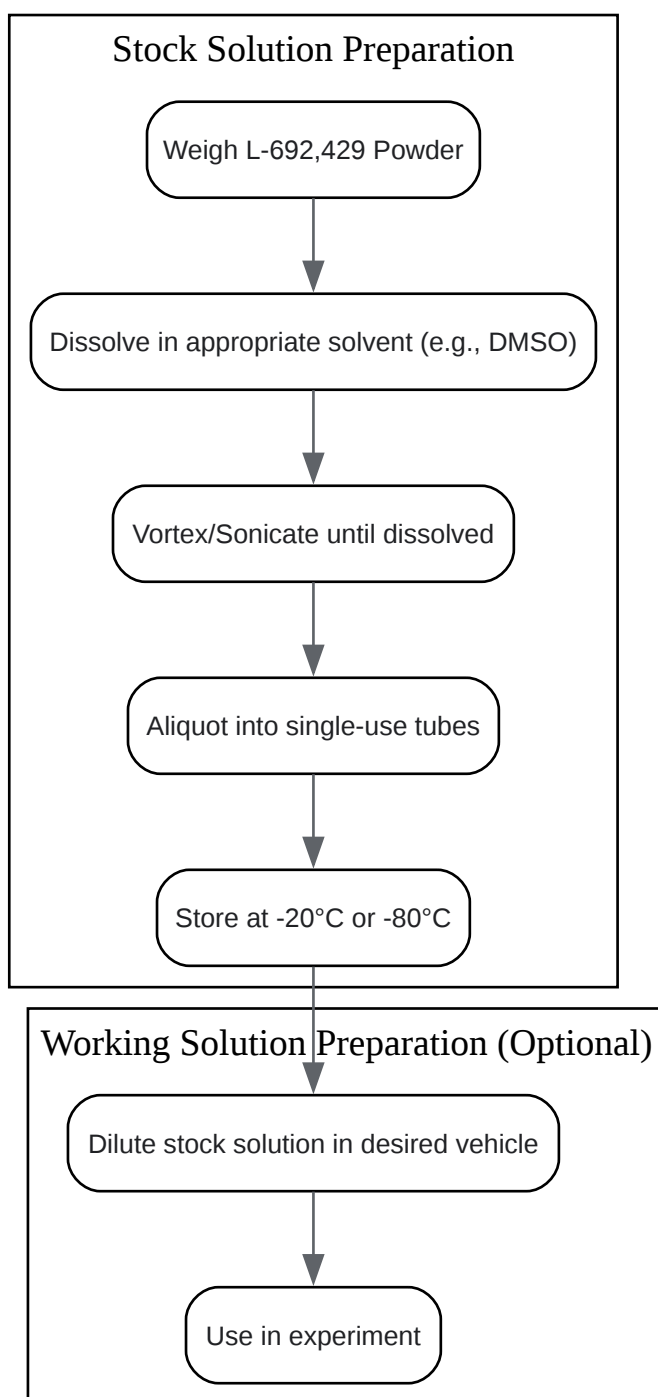 Stock Solution Preparation
Weigh L-692,429 Powder
Dissolve in appropriate solvent (e.g., DMSO)
Vortex/Sonicate until dissolved
Aliquot into single-use tubes
Store at -20°C or -80°C
Working Solution Preparation (Optional)
Dilute stock solution in desired vehicle
Use in experiment